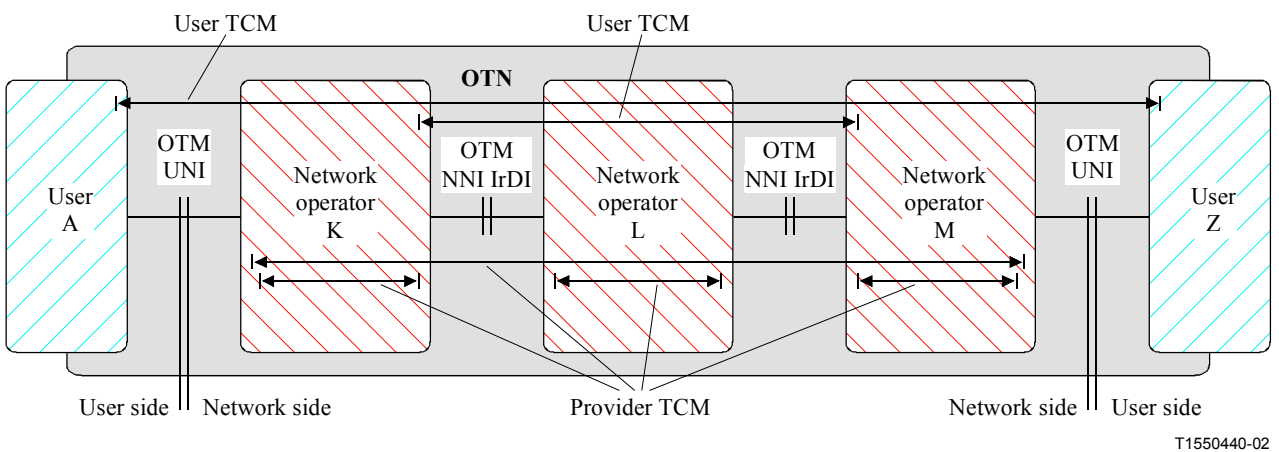 User TCM
User TCM
OTN
OTM
UNI
OTM
NNI IrDI
OTM
NNI IrDI
OTM
UNI
User
A
Network
operator
K
Network
operator
L
Network
operator
M
User
Z
User side
Network side
Provider TCM
Network side
User side
T1550440-02